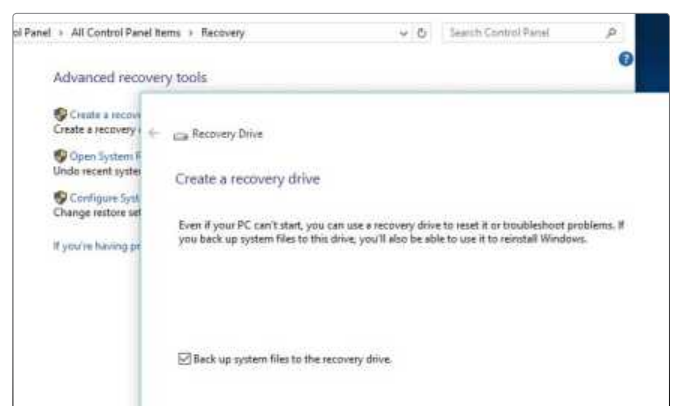 ol Panel › All Control Panel Items › Recovery
Search Control Panel
Advanced recovery tools
Create a recov
Create a recovery
Open System R
Undo recent syste
Configure Syst
Change restore set
If you're having pr
Recovery Drive
Create a recovery drive
Even if your PC can't start, you can use a recovery drive to reset it or troubleshoot problems. If
you back up system files to this drive, you'll also be able to use it to reinstall Windows.
Back up system files to the recovery drive.